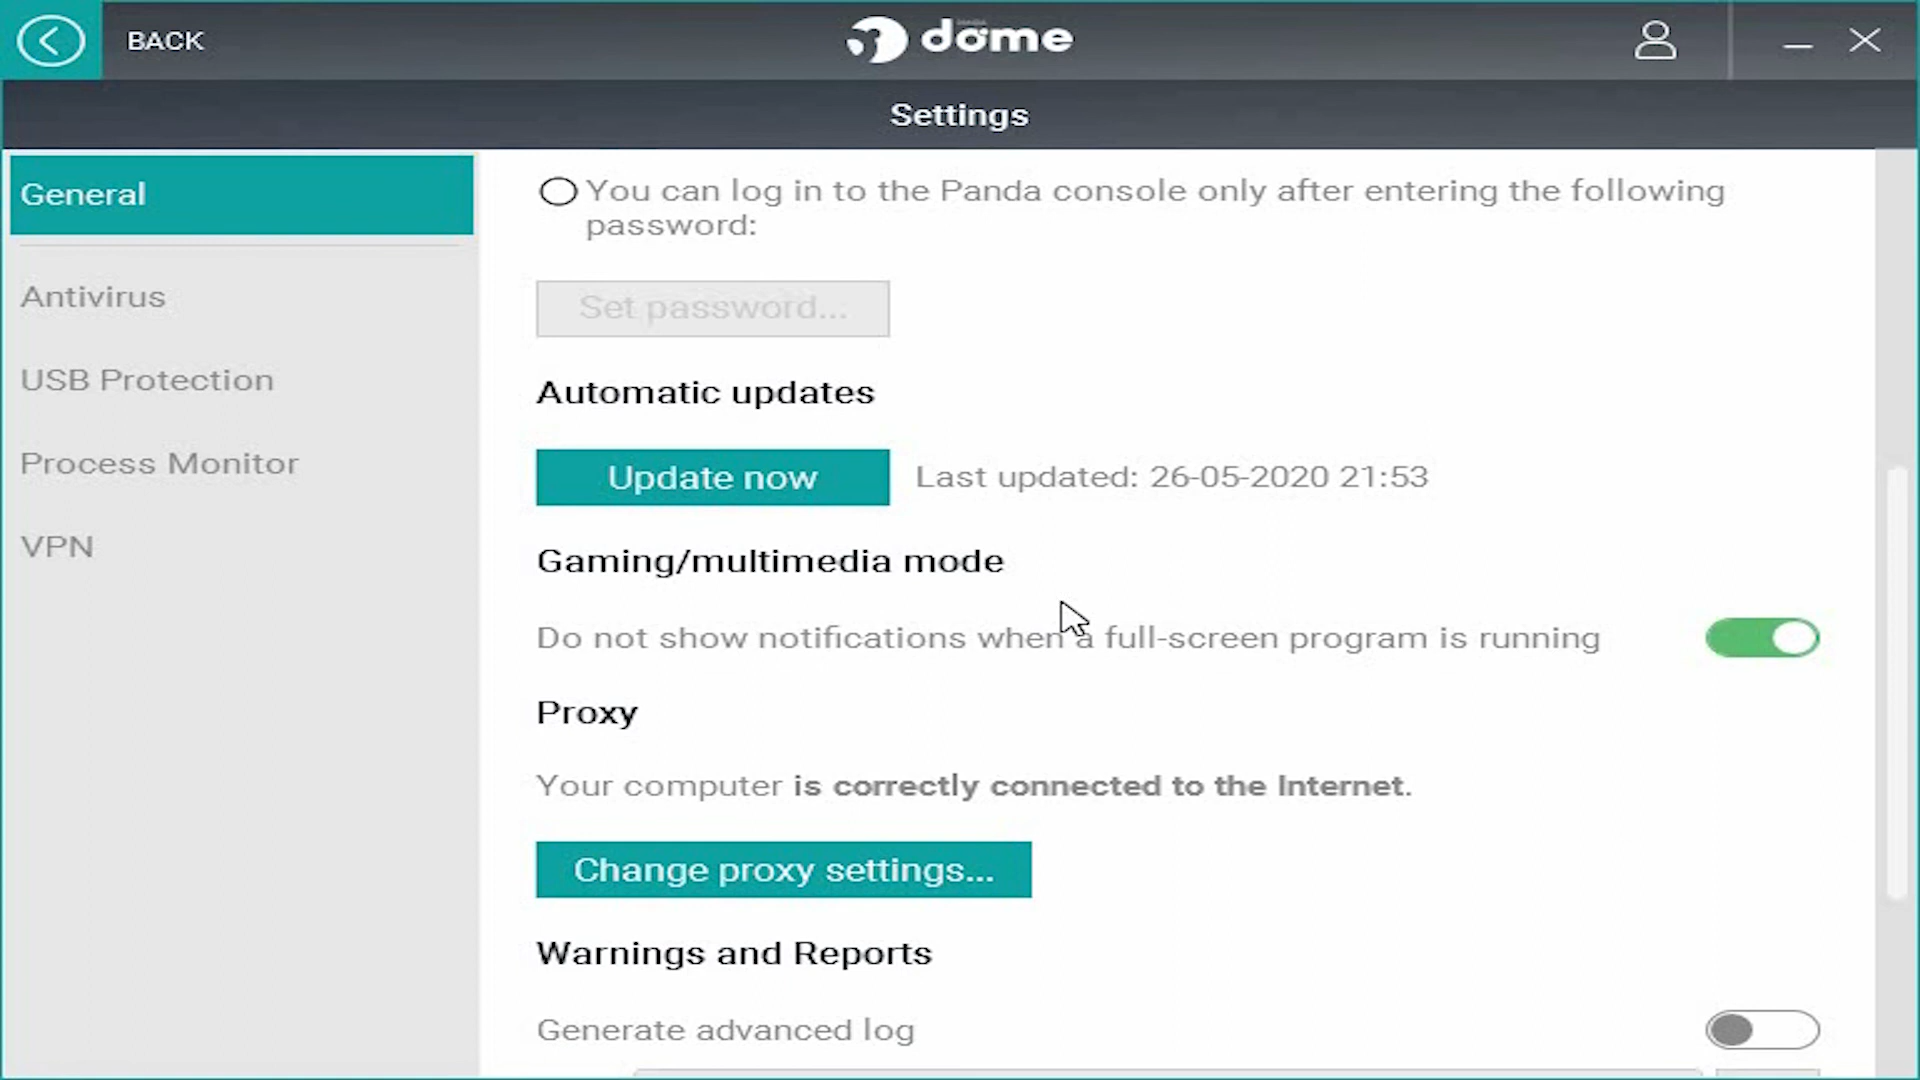 BACK
dome
Settings
General
Antivirus
USB Protection
Process Monitor
VPN
You can log in to the Panda console only after entering the following
password:
Set password...
Automatic updates
Update now
Last updated: 26-05-2020 21:53
Gaming/multimedia mode
Do not show notifications when a full-screen program is running
Proxy
Your computer is correctly connected to the Internet.
Change proxy settings...
Warnings and Reports
Generate advanced log